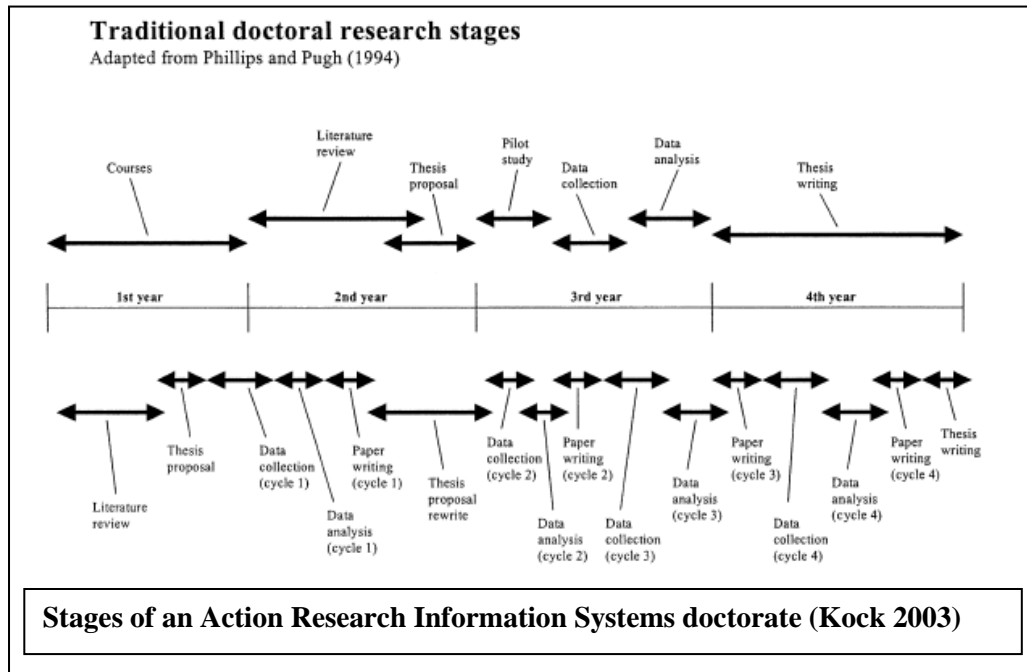 Traditional doctoral research stages
Adapted from Phillips and Pugh (1994)
Courses
Literature
review
Thesis
proposal
Pilot
study
Data
collection
Data
analysis
Thesis
writing
1st year
2nd year
3rd year
4th year
Literature
review
Thesis
proposal
Data
collection
(cycle 1)
Data
analysis
(cycle 1)
Paper
writing
(cycle 1)
Thesis
proposal
rewrite
Data
collection
(cycle 2)
Data
analysis
(cycle 2)
Paper
writing
(cycle 2)
Data
collection
(cycle 3)
Data
analysis
(cycle 3)
Paper
writing
(cycle 3)
Data
collection
(cycle 4)
Data
analysis
(cycle 4)
Paper
writing
(cycle 4)
Thesis
writing
Stages of an Action Research Information Systems doctorate (Kock 2003)